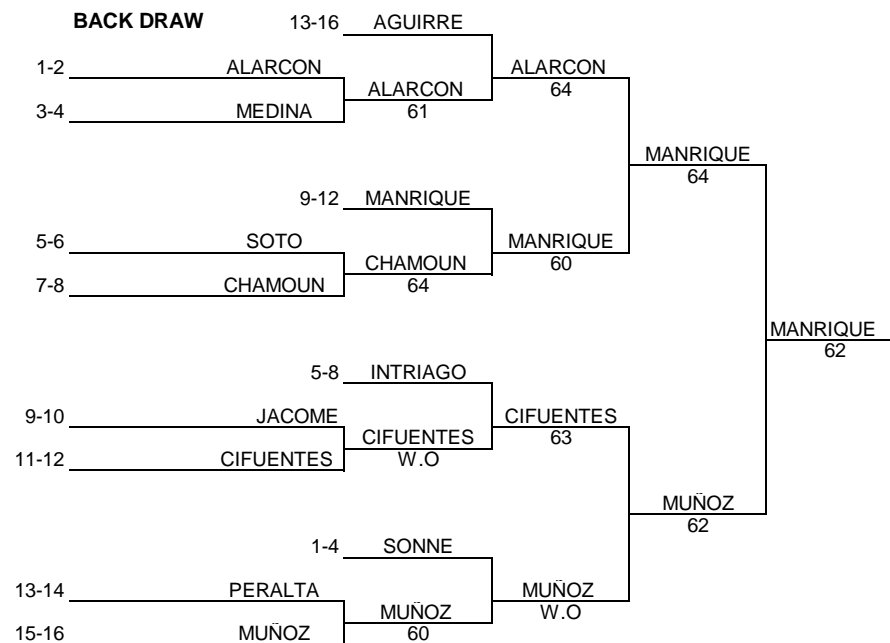 BACK DRAW
13-16 AGUIRRE
1-2 ALARCON ALARCON
ALARCON 64
3-4 MEDINA 61
MANRIQUE
64
9-12 MANRIQUE
5-6 SOTO MANRIQUE
CHAMOUN 60
7-8 CHAMOUN 64
MANRIQUE
62
5-8 INTRIAGO
9-10 JACOME CIFUENTES
CIFUENTES 63
11-12 CIFUENTES W.O
MUÑOZ
62
1-4 SONNE
13-14 PERALTA MUÑOZ
MUÑOZ W.O
15-16 MUÑOZ 60